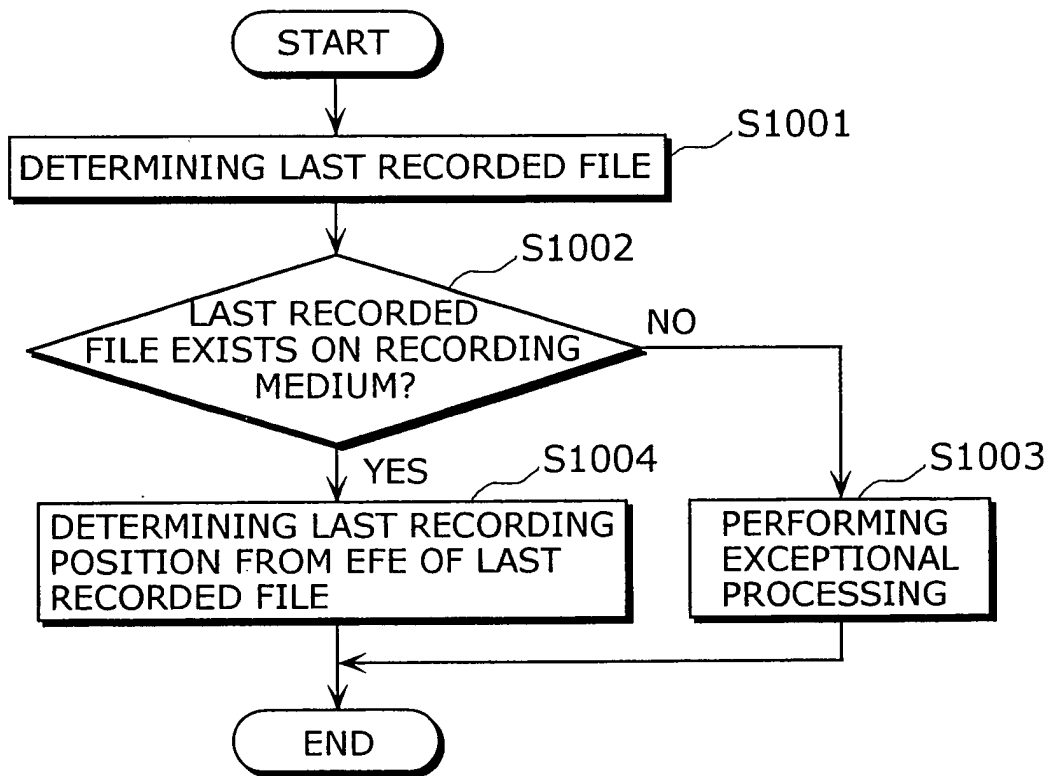 START
S1001
DETERMINING LAST RECORDED FILE
S1002
LAST RECORDED
FILE EXISTS ON RECORDING
MEDIUM?
NO
YES
S1004
DETERMINING LAST RECORDING
POSITION FROM EFE OF LAST
RECORDED FILE
S1003
PERFORMING
EXCEPTIONAL
PROCESSING
END